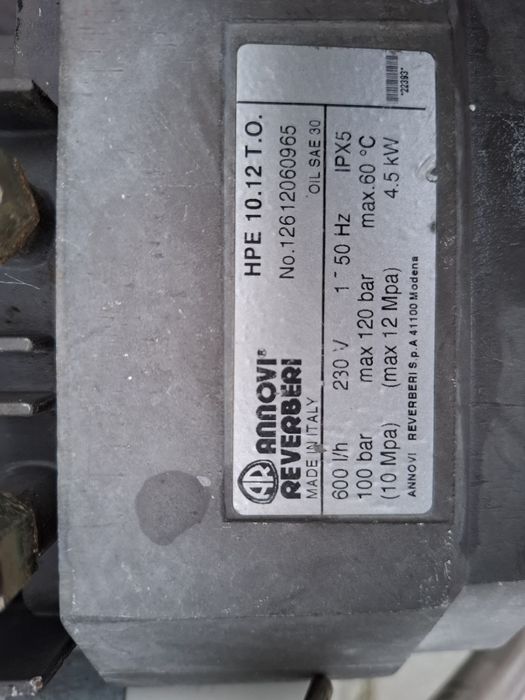 AR ANNOVI® REVERBERI
HPE 10.12 T.O.
No.12612060965
MADE IN ITALY OIL SAE 30
600 l/h 230 V 1 ~ 50 Hz IPX5
100 bar max 120 bar max.60 °C
(10 Mpa) (max 12 Mpa) 4.5 kW
ANNOVI REVERBERI S.p.A 41100 Modena
*22393*